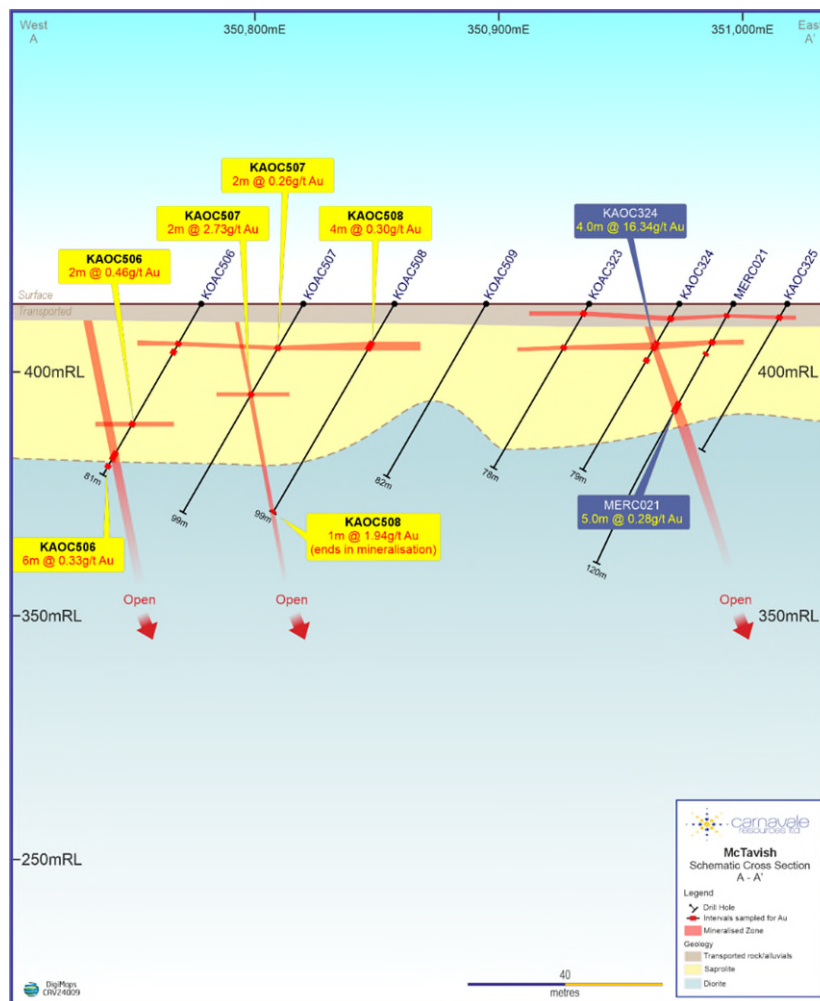 West
A
350,800mE
350,900mE
351,000mE
East
A'
KAOC507
2m @ 0.26g/t Au
KAOC507
2m @ 2.73g/t Au
KAOC508
4m @ 0.30g/t Au
KAOC324
4.0m @ 16.34g/t Au
KAOC506
2m @ 0.46g/t Au
KOAC506
KOAC507
KOAC508
KAOC509
KOAC323
KAOC324
MERC021
KAOC325
Surface
Transported
400mRL
400mRL
81m
99m
99m
82m
78m
79m
120m
MERC021
5.0m @ 0.28g/t Au
KAOC508
1m @ 1.94g/t Au
(ends in mineralisation)
KAOC506
6m @ 0.33g/t Au
Open
Open
Open
350mRL
350mRL
250mRL
carnavale
resources ltd
McTavish
Schematic Cross Section
A - A'
Legend
Drill Hole
Intervals sampled for Au
Mineralised Zone
Geology
Transported rock/alluvials
Saprolite
Diorite
DigiMaps
CRV24009
40
metres